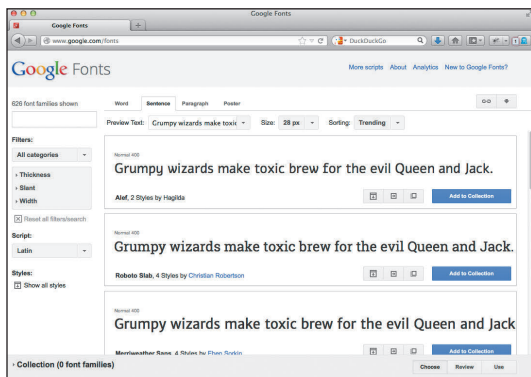 Google Fonts
Google Fonts
www.google.com/fonts
DuckDuckGo
Google Fonts
More scripts About Analytics New to Google Fonts?
626 font families shown
Word Sentence Paragraph Poster
Preview Text: Grumpy wizards make toxic Size: 28 px Sorting: Trending
Filters:
All categories
Thickness
Slant
Width
Reset all filters/search
Script:
Latin
Styles:
Show all styles
Normal 400
Grumpy wizards make toxic brew for the evil Queen and Jack.
Alef, 2 Styles by Hagilda
Add to Collection
Normal 400
Grumpy wizards make toxic brew for the evil Queen and Jack.
Roboto Slab, 4 Styles by Christian Robertson
Add to Collection
Normal 400
Grumpy wizards make toxic brew for the evil Queen and Jack
Merriweather Sans, 4 Styles by Eben Sorkin
Add to Collection
Collection (0 font families)
Choose Review Use